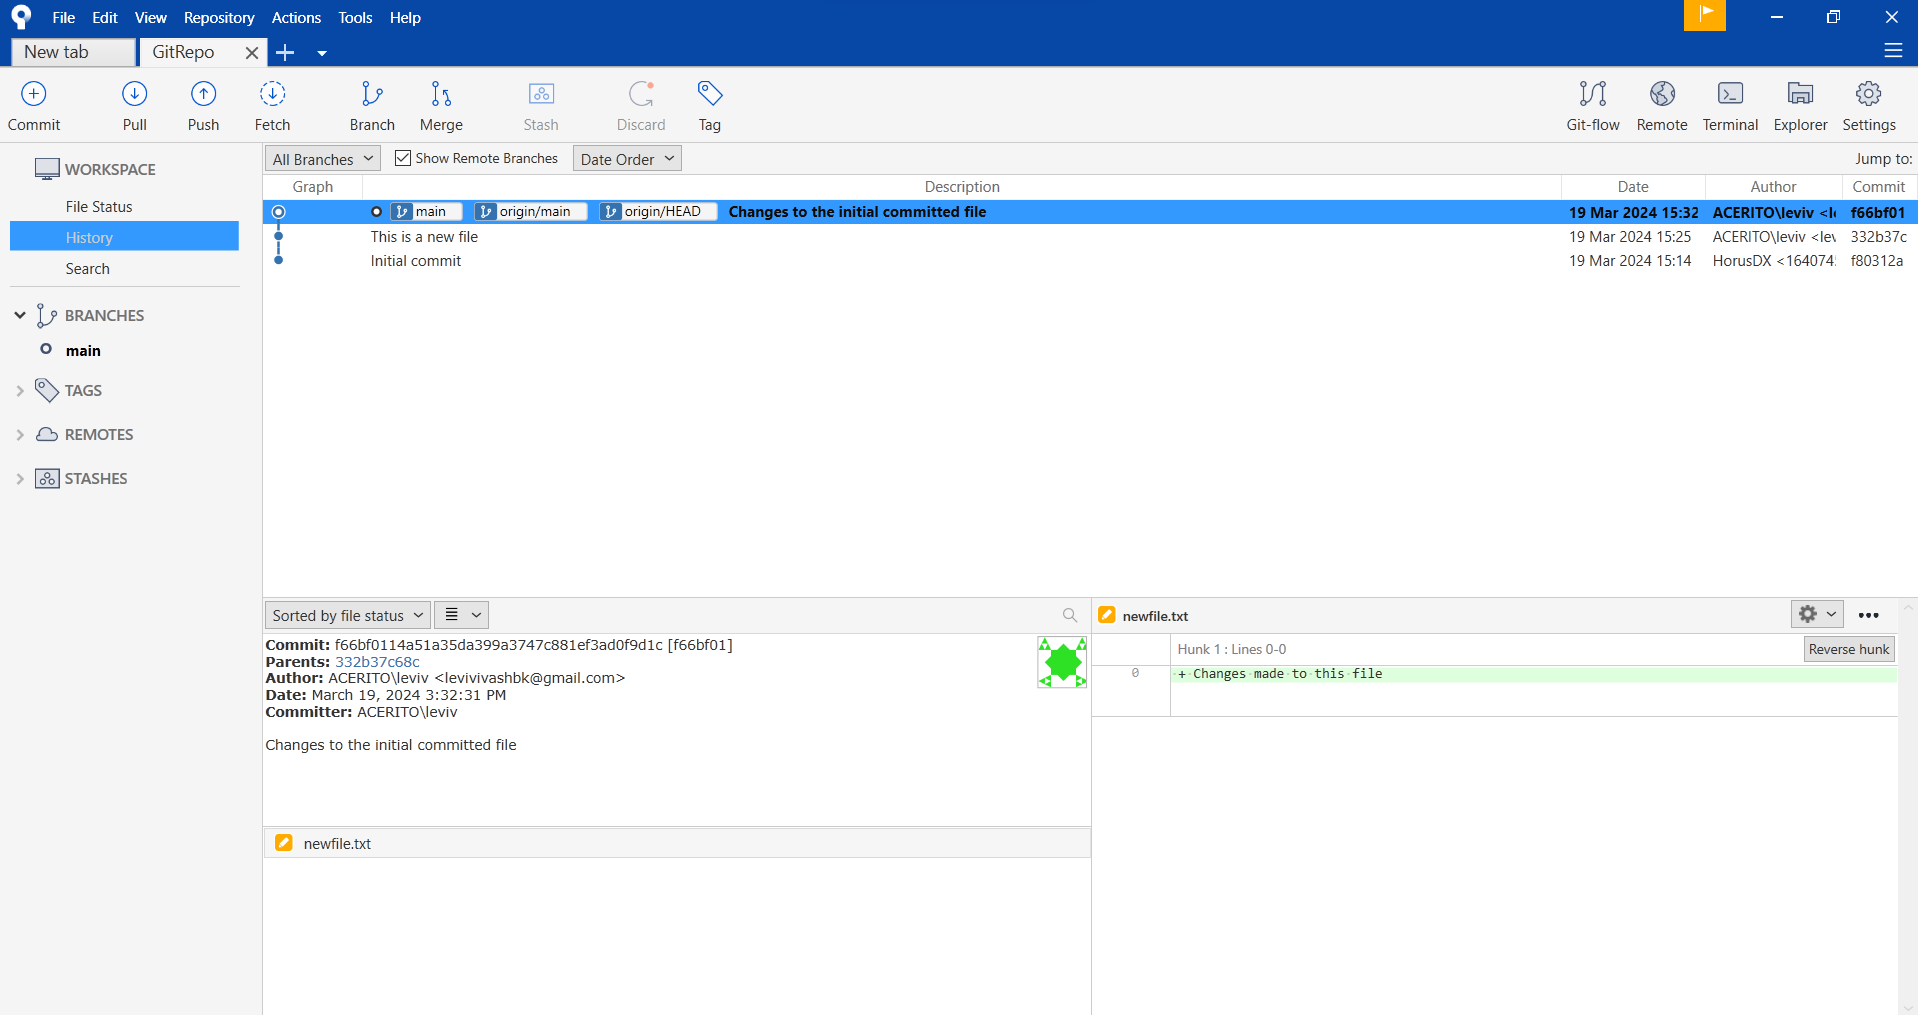 File Edit View Repository Actions Tools Help
New tab GitRepo
Commit Pull Push Fetch Branch Merge Stash Discard Tag Git-flow Remote Terminal Explorer Settings
WORKSPACE
File Status
History
Search
BRANCHES
main
TAGS
REMOTES
STASHES
All Branches Show Remote Branches Date Order Jump to:
Graph Description Date Author Commit
main origin/main origin/HEAD Changes to the initial committed file 19 Mar 2024 15:32 ACERITO\leviv <l f66bf01
This is a new file 19 Mar 2024 15:25 ACERITO\leviv <lev 332b37c
Initial commit 19 Mar 2024 15:14 HorusDX <164074 f80312a
Sorted by file status
Commit: f66bf0114a51a35da399a3747c881ef3ad0f9d1c [f66bf01]
Parents: 332b37c68c
Author: ACERITO\leviv <levivivashbk@gmail.com>
Date: March 19, 2024 3:32:31 PM
Committer: ACERITO\leviv
Changes to the initial committed file
newfile.txt
newfile.txt
Hunk 1 : Lines 0-0 Reverse hunk
0 + Changes made to this file